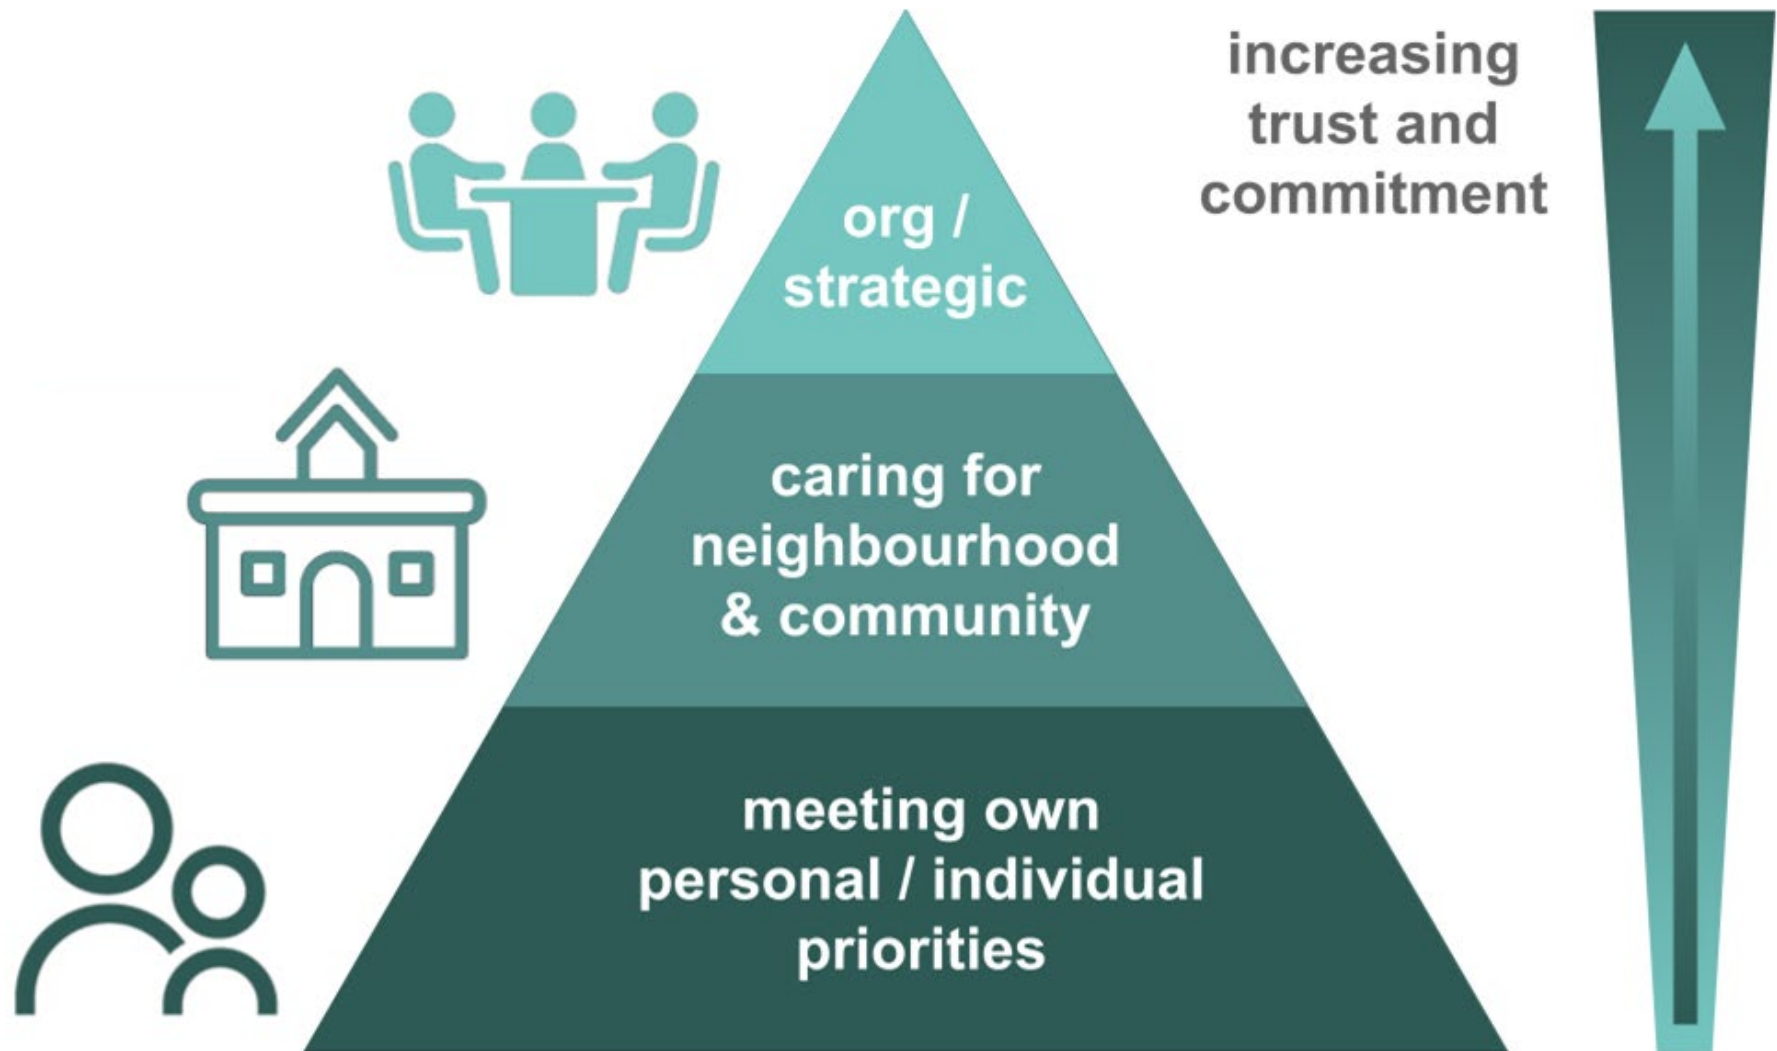 increasing
trust and
commitment
org /
strategic
caring for
neighbourhood
& community
meeting own
personal / individual
priorities